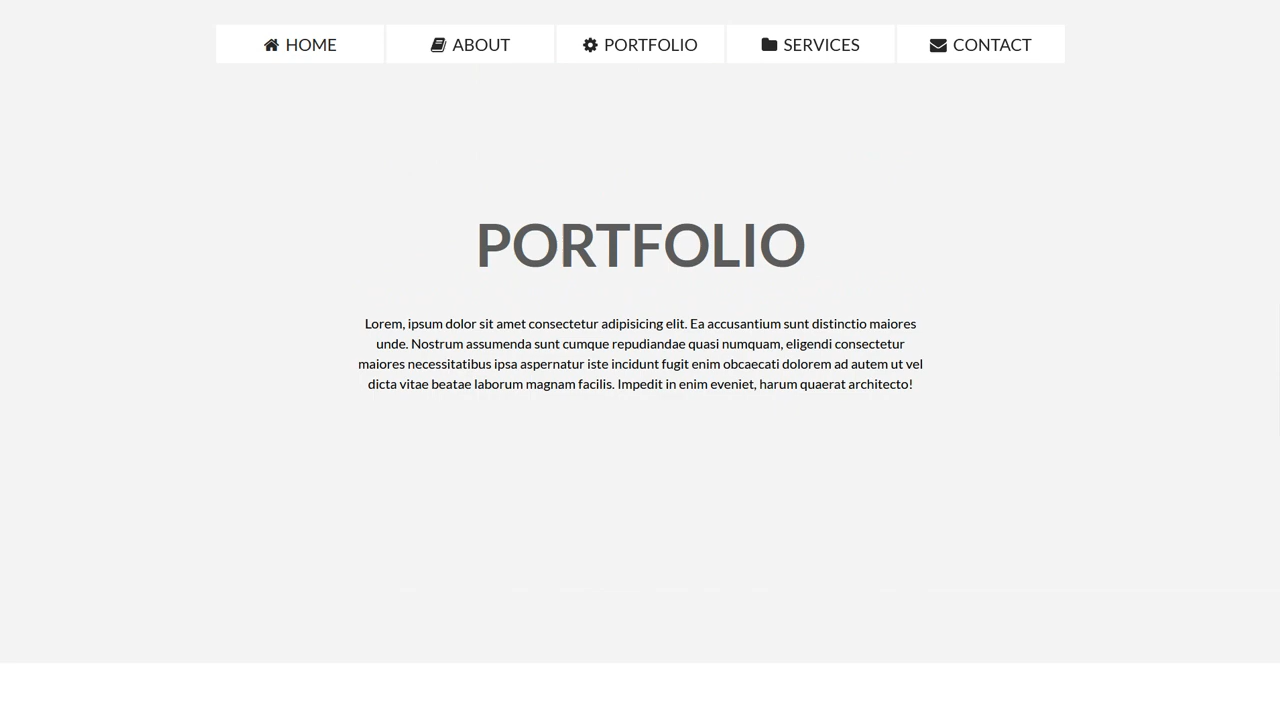 HOME ABOUT PORTFOLIO SERVICES CONTACT
PORTFOLIO
Lorem, ipsum dolor sit amet consectetur adipisicing elit. Ea accusantium sunt distinctio maiores
unde. Nostrum assumenda sunt cumque repudiandae quasi numquam, eligendi consectetur
maiores necessitatibus ipsa aspernatur iste incidunt fugit enim obcaecati dolorem ad autem ut vel
dicta vitae beatae laborum magnam facilis. Impedit in enim eveniet, harum quaerat architecto!